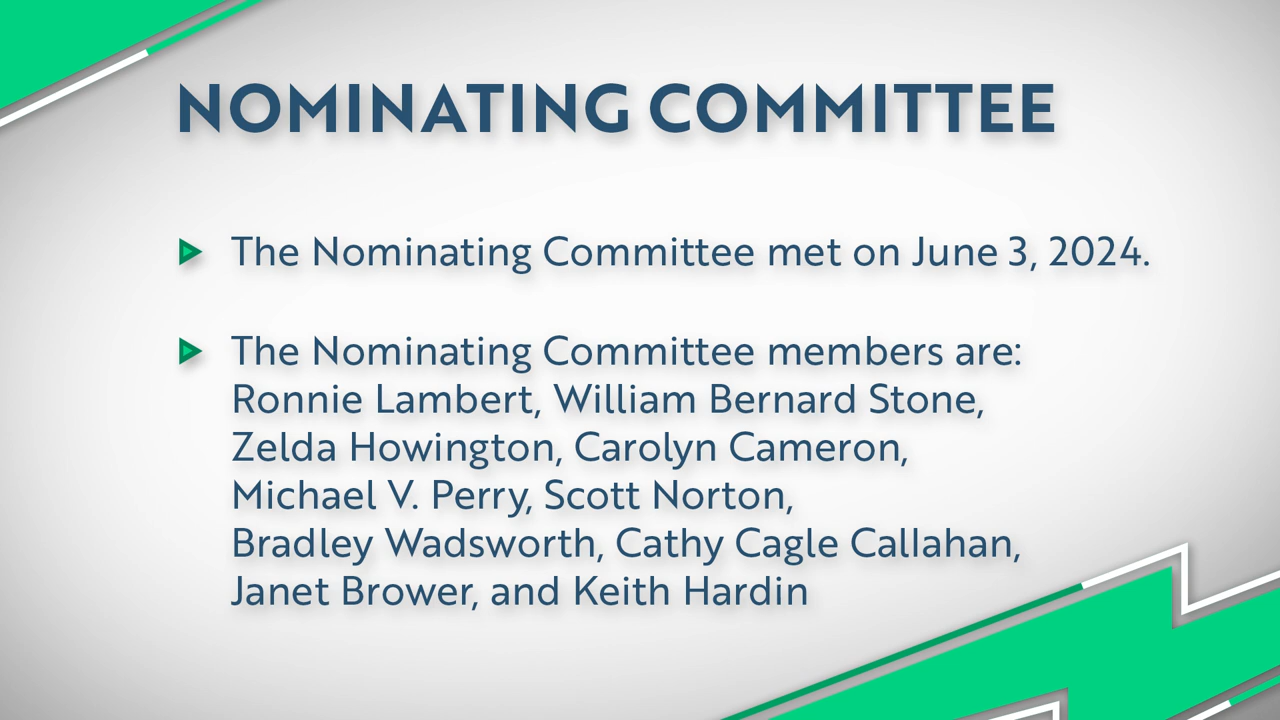 NOMINATING COMMITTEE
The Nominating Committee met on June 3, 2024.
The Nominating Committee members are:
Ronnie Lambert, William Bernard Stone,
Zelda Howington, Carolyn Cameron,
Michael V. Perry, Scott Norton,
Bradley Wadsworth, Cathy Cagle Callahan,
Janet Brower, and Keith Hardin